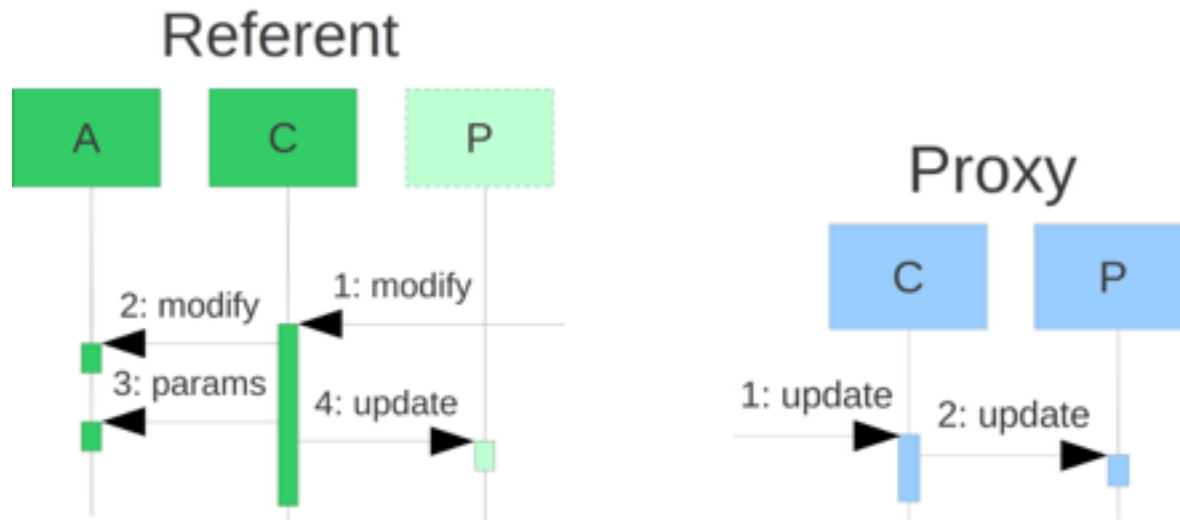 Referent
A
C
P
1: modify
2: modify
3: params
4: update
Proxy
C
P
1: update
2: update